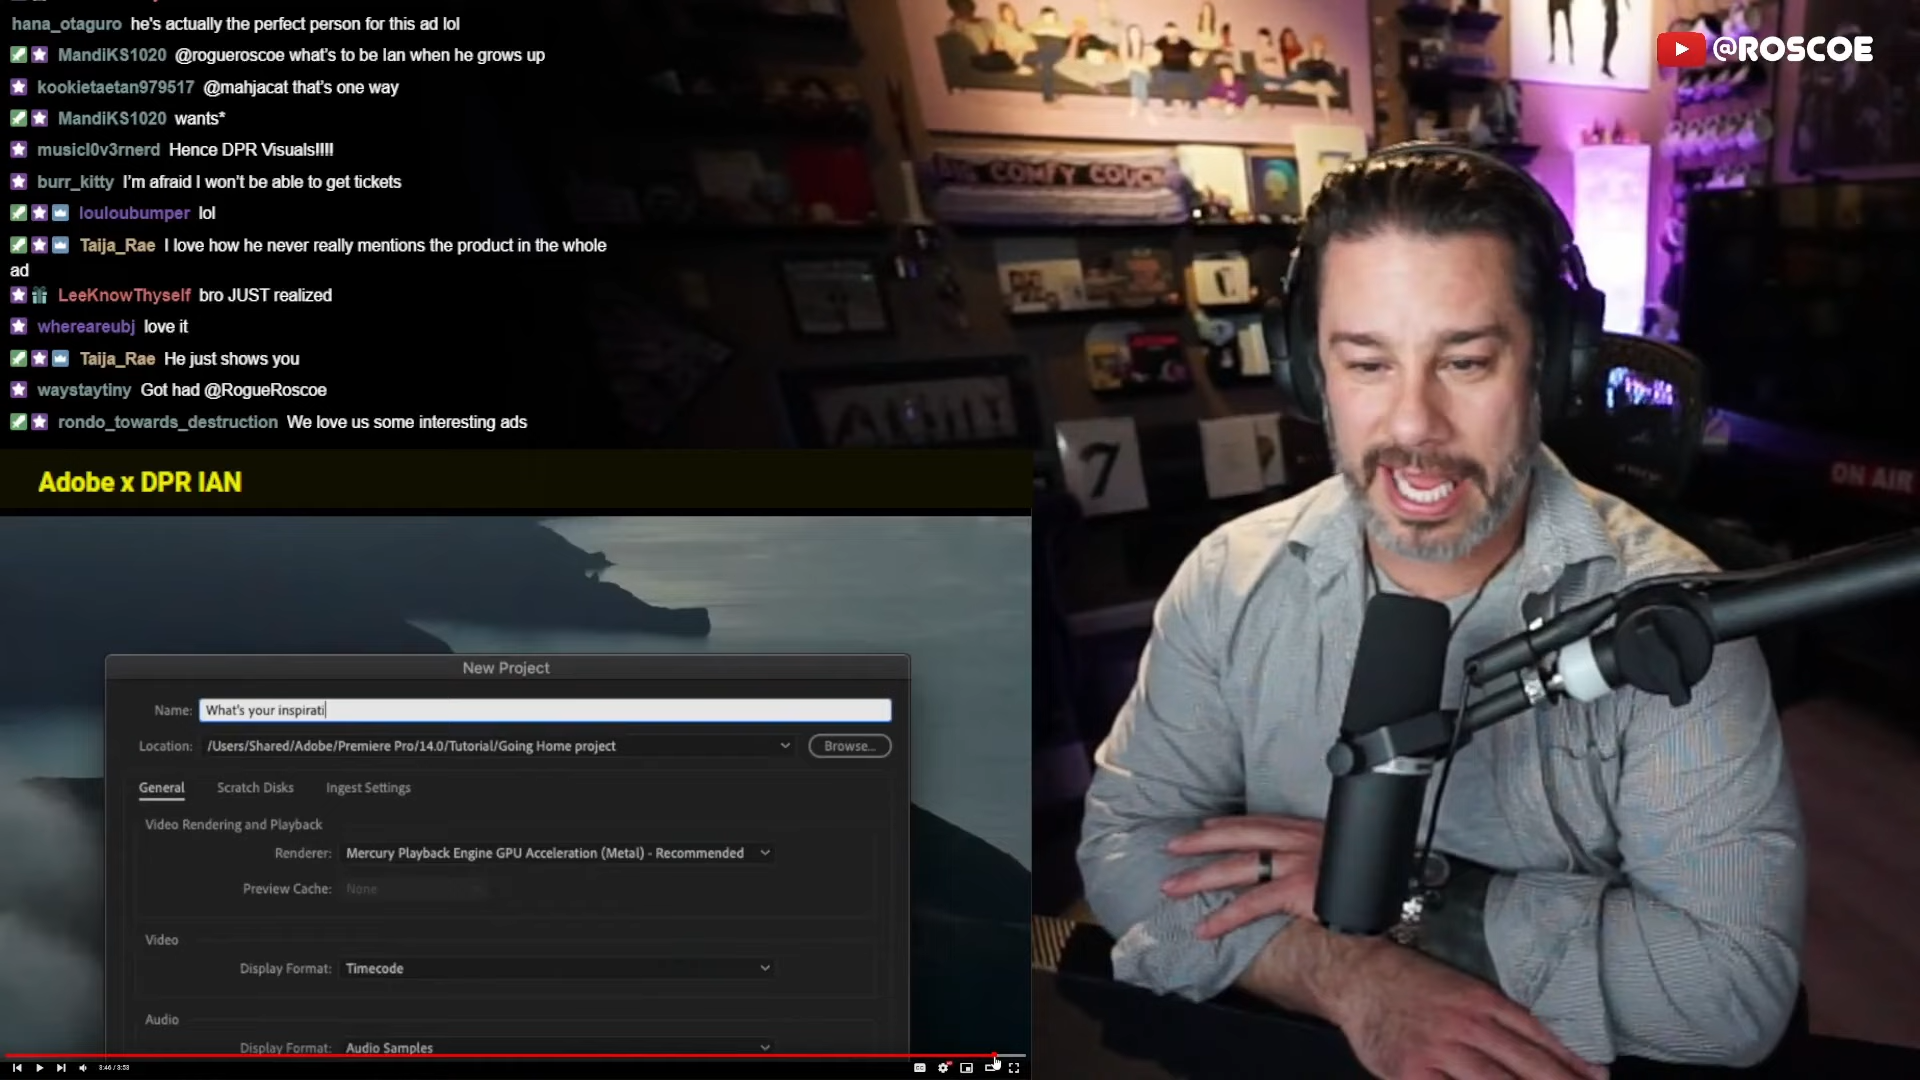 hana_otaguro he's actually the perfect person for this ad lol
MandiKS1020 @rogueroscoe what's to be Ian when he grows up
kookietaetan979517 @mahjacat that's one way
MandiKS1020 wants*
musicl0v3rnerd Hence DPR Visuals!!!!
burr_kitty I'm afraid I won't be able to get tickets
louloubumper lol
Taija_Rae I love how he never really mentions the product in the whole
ad
LeeKnowThyself bro JUST realized
whereareubj love it
Taija_Rae He just shows you
waystaytiny Got had @RogueRoscoe
rondo_towards_destruction We love us some interesting ads
Adobe x DPR IAN
New Project
Name: What's your inspirati
Location: /Users/Shared/Adobe/Premiere Pro/14.0/Tutorial/Going Home project Browse...
General Scratch Disks Ingest Settings
Video Rendering and Playback
Renderer: Mercury Playback Engine GPU Acceleration (Metal) - Recommended
Preview Cache: None
Video
Display Format: Timecode
Audio
Display Format: Audio Samples
3:46 / 3:53
@ROSCOE
COMFY COUCH
7
ON AIR